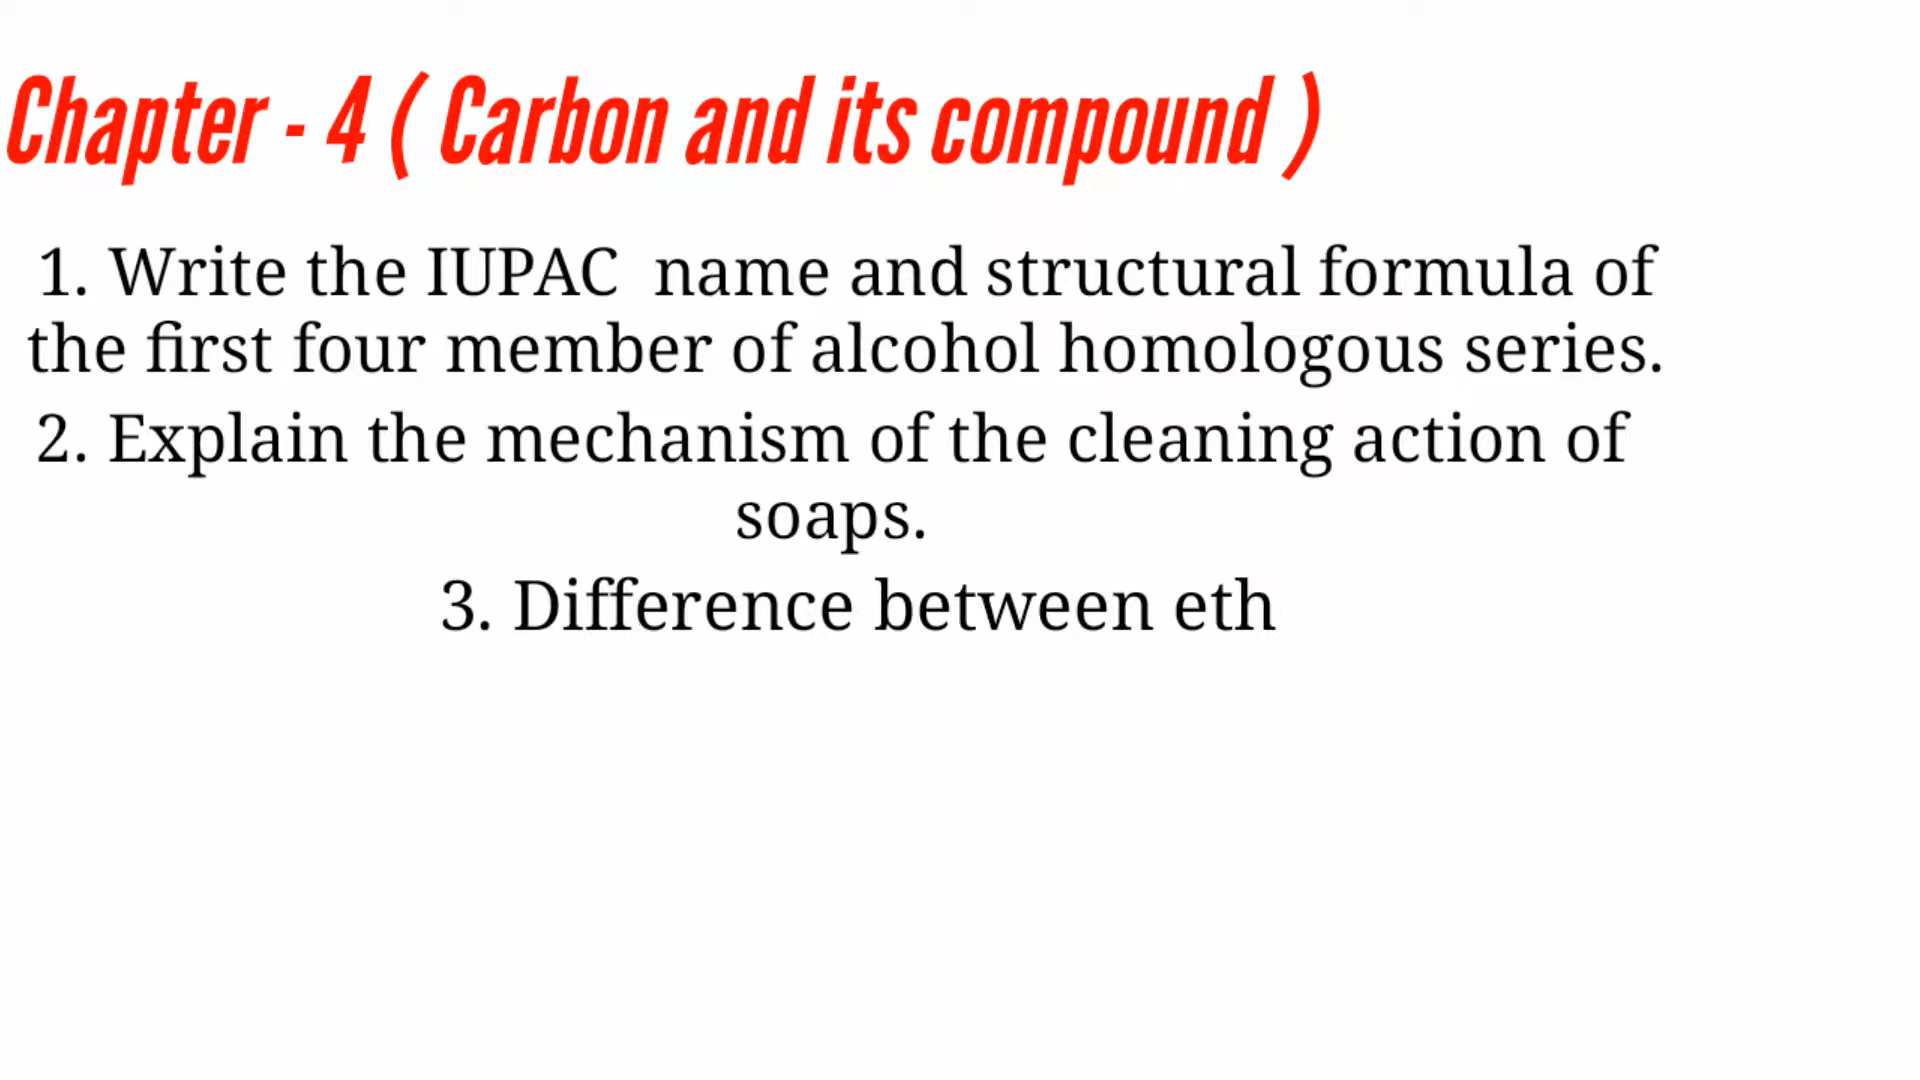 Chapter - 4 ( Carbon and its compound )
1. Write the IUPAC  name and structural formula of
the first four member of alcohol homologous series.
2. Explain the mechanism of the cleaning action of
soaps.
3. Difference between eth